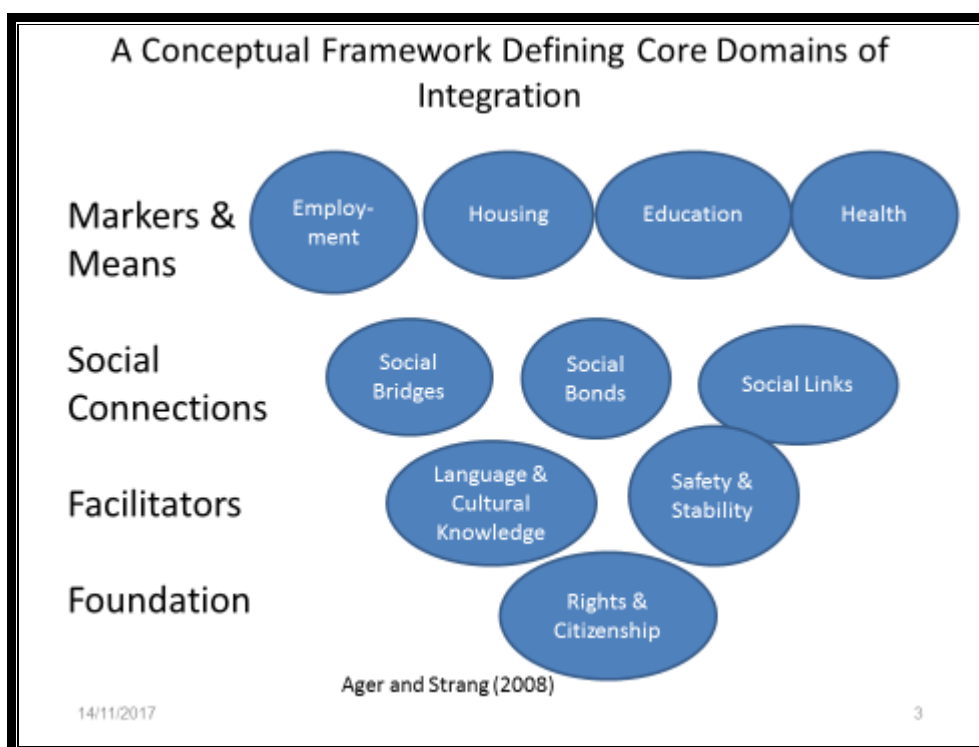 A Conceptual Framework Defining Core Domains of
Integration
Markers &
Means
Employ-
ment
Housing
Education
Health
Social
Connections
Social
Bridges
Social
Bonds
Social Links
Facilitators
Language &
Cultural
Knowledge
Safety &
Stability
Foundation
Rights &
Citizenship
Ager and Strang (2008)
14/11/2017
3